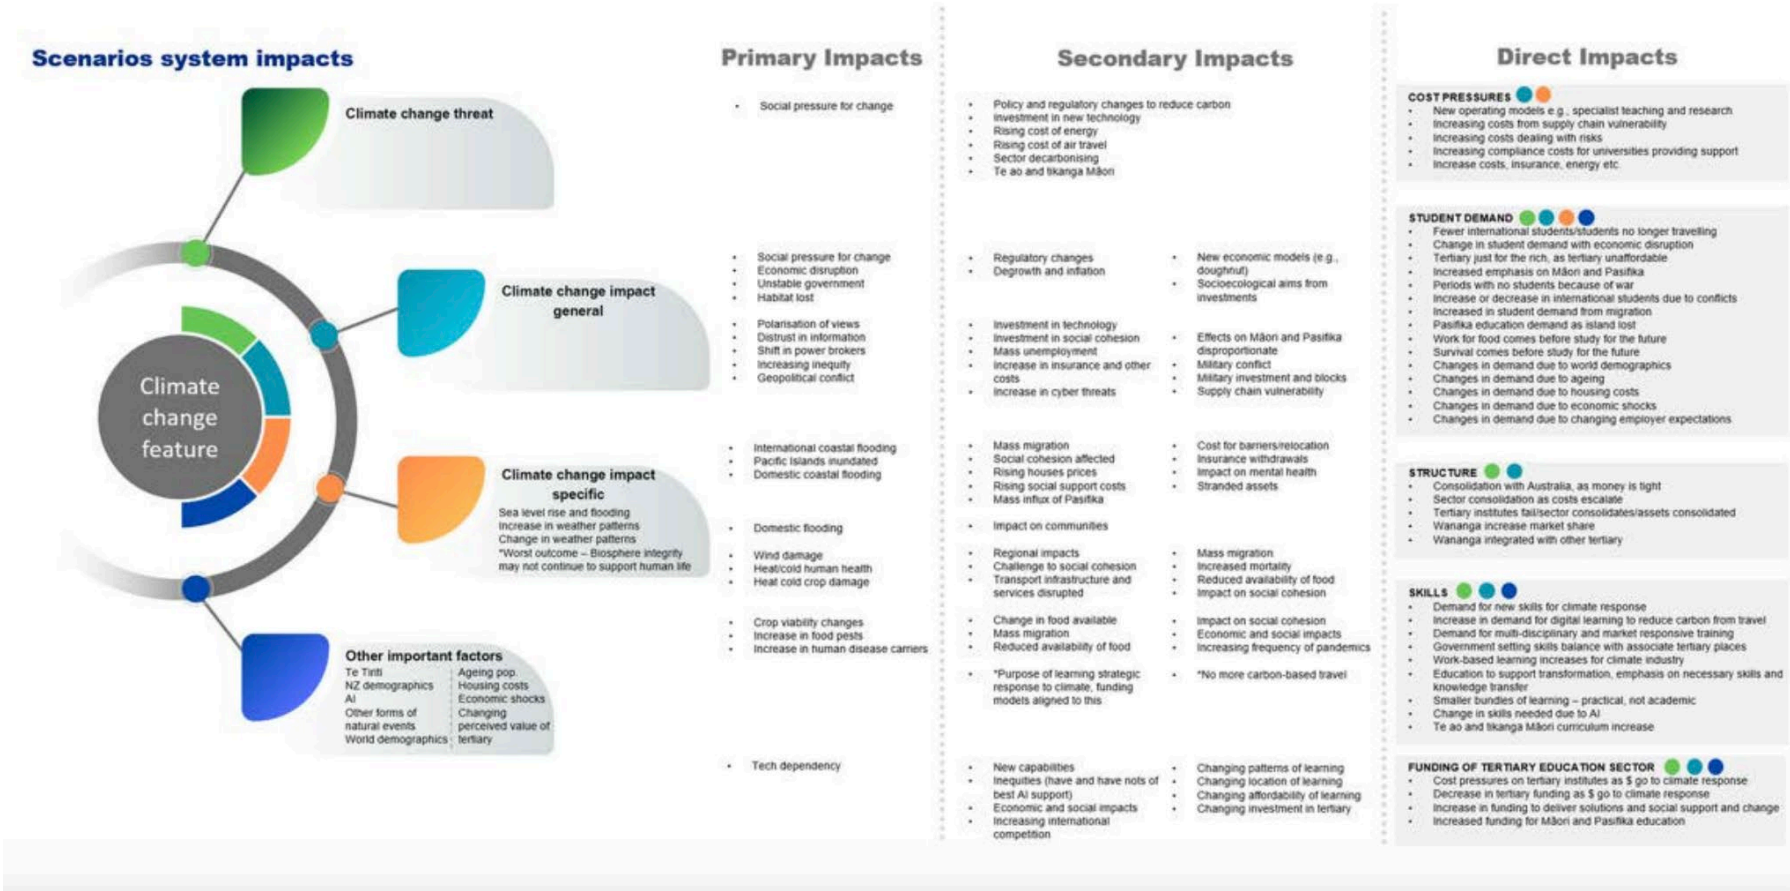 Scenarios system impacts
Climate change threat
Climate change impact
general
Climate change impact
specific
Sea level rise and flooding
Increase in weather patterns
Change in weather patterns
*Worst outcome – Biosphere integrity
may not continue to support human life
Other important factors
Te Tiriti
NZ demographics
AI
Other forms of
natural events
World demographics
Ageing pop.
Housing costs
Economic shocks
Changing
perceived value of
tertiary
Climate
change
feature
Primary Impacts
• Social pressure for change
• Social pressure for change
• Economic disruption
• Unstable government
• Habitat lost
• Polarisation of views
• Distrust in information
• Shift in power brokers
• Increasing inequity
• Geopolitical conflict
• International coastal flooding
• Pacific Islands inundated
• Domestic coastal flooding
• Domestic flooding
• Wind damage
• Heat/cold human health
• Heat cold crop damage
• Crop viability changes
• Increase in food pests
• Increase in human disease carriers
• Tech dependency
Secondary Impacts
• Policy and regulatory changes to reduce carbon
• Investment in new technology
• Rising cost of energy
• Rising cost of air travel
• Sector decarbonising
• Te ao and tikanga Māori
• Regulatory changes
• Degrowth and inflation
• New economic models (e.g.,
doughnut)
• Socioecological aims from
investments
• Investment in technology
• Investment in social cohesion
• Mass unemployment
• Increase in insurance and other
costs
• Increase in cyber threats
• Effects on Māori and Pasifika
disproportionate
• Military conflict
• Military investment and blocks
• Supply chain vulnerability
• Mass migration
• Social cohesion affected
• Rising houses prices
• Rising social support costs
• Mass influx of Pasifika
• Cost for barriers/relocation
• Insurance withdrawals
• Impact on mental health
• Stranded assets
• Impact on communities
• Regional impacts
• Challenge to social cohesion
• Transport infrastructure and
services disrupted
• Mass migration
• Increased mortality
• Reduced availability of food
• Impact on social cohesion
• Change in food available
• Mass migration
• Reduced availability of food
• Impact on social cohesion
• Economic and social impacts
• Increasing frequency of pandemics
• *Purpose of learning strategic
response to climate, funding
models aligned to this
• *No more carbon-based travel
• New capabilities
• Inequities (have and have nots of
best AI support)
• Economic and social impacts
• Increasing international
competition
• Changing patterns of learning
• Changing location of learning
• Changing affordability of learning
• Changing investment in tertiary
Direct Impacts
COST PRESSURES
• New operating models e.g., specialist teaching and research
• Increasing costs from supply chain vulnerability
• Increasing costs dealing with risks
• Increasing compliance costs for universities providing support
• Increase costs, insurance, energy etc.
STUDENT DEMAND
• Fewer international students/students no longer travelling
• Change in student demand with economic disruption
• Tertiary just for the rich, as tertiary unaffordable
• Increased emphasis on Māori and Pasifika
• Periods with no students because of war
• Increase or decrease in international students due to conflicts
• Increased in student demand from migration
• Pasifika education demand as island lost
• Work for food comes before study for the future
• Survival comes before study for the future
• Changes in demand due to world demographics
• Changes in demand due to ageing
• Changes in demand due to housing costs
• Changes in demand due to economic shocks
• Changes in demand due to changing employer expectations
STRUCTURE
• Consolidation with Australia, as money is tight
• Sector consolidation as costs escalate
• Tertiary institutes fail/sector consolidates/assets consolidated
• Wananga increase market share
• Wananga integrated with other tertiary
SKILLS
• Demand for new skills for climate response
• Increase in demand for digital learning to reduce carbon from travel
• Demand for multi-disciplinary and market responsive training
• Government setting skills balance with associate tertiary places
• Work-based learning increases for climate industry
• Education to support transformation, emphasis on necessary skills and
knowledge transfer
• Smaller bundles of learning – practical, not academic
• Change in skills needed due to AI
• Te ao and tikanga Māori curriculum increase
FUNDING OF TERTIARY EDUCATION SECTOR
• Cost pressures on tertiary institutes as $ go to climate response
• Decrease in tertiary funding as $ go to climate response
• Increase in funding to deliver solutions and social support and change
• Increased funding for Māori and Pasifika education